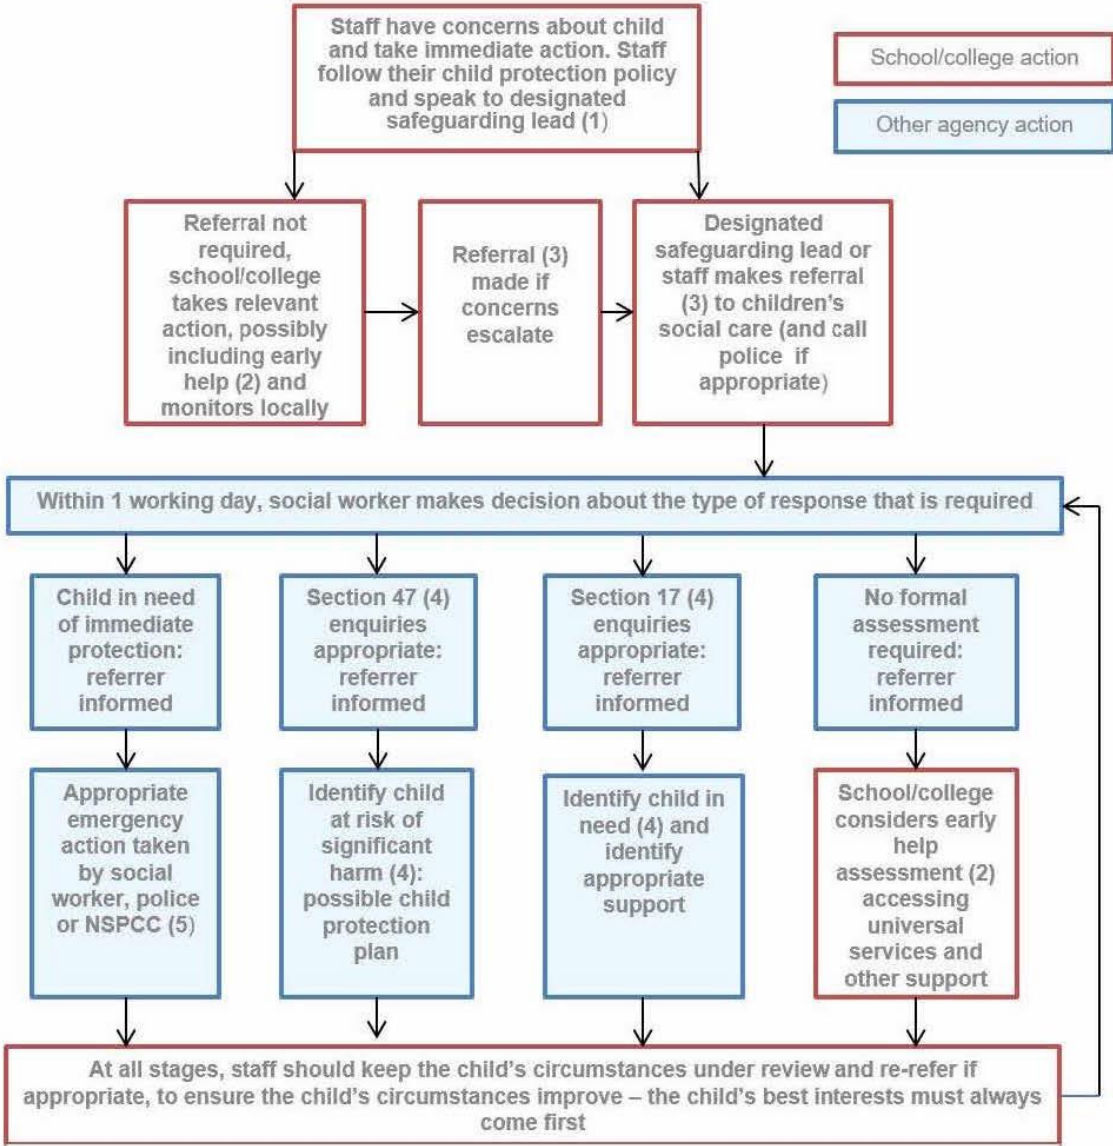 Staff have concerns about child
and take immediate action. Staff
follow their child protection policy
and speak to designated
safeguarding lead (1)
School/college action
Other agency action
Referral not
required,
school/college
takes relevant
action, possibly
including early
help (2) and
monitors locally
Referral (3)
made if
concerns
escalate
Designated
safeguarding lead or
staff makes referral
(3) to children’s
social care (and call
police if
appropriate)
Within 1 working day, social worker makes decision about the type of response that is required
Child in need
of immediate
protection:
referrer
informed
Section 47 (4)
enquiries
appropriate:
referrer
informed
Section 17 (4)
enquiries
appropriate:
referrer
informed
No formal
assessment
required:
referrer
informed
Appropriate
emergency
action taken
by social
worker, police
or NSPCC (5)
Identify child
at risk of
significant
harm (4):
possible child
protection
plan
Identify child in
need (4) and
identify
appropriate
support
School/college
considers early
help
assessment (2)
accessing
universal
services and
other support
At all stages, staff should keep the child’s circumstances under review and re-refer if
appropriate, to ensure the child’s circumstances improve – the child’s best interests must always
come first